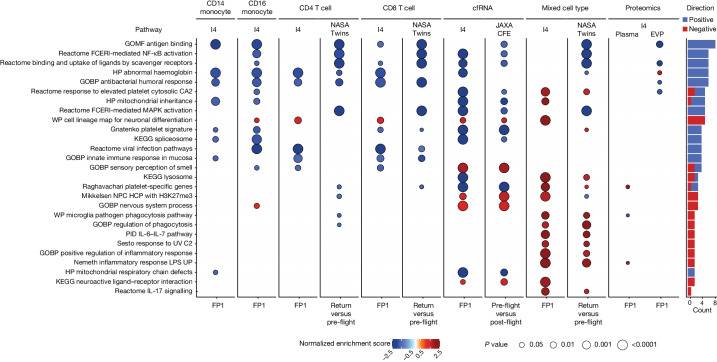 CD14 monocyte CD16 monocyte CD4 T cell CD8 T cell cfRNA Mixed cell type Proteomics Direction
Positive
Negative
Pathway I4 I4 I4 NASA Twins I4 NASA Twins I4 JAXA CFE I4 NASA Twins I4 Plasma EVP
GOMF antigen binding
Reactome FCERI-mediated NF-κB activation
Reactome binding and uptake of ligands by scavenger receptors
HP abnormal haemoglobin
GOBP antibacterial humoral response
Reactome response to elevated platelet cytosolic CA2
HP mitochondrial inheritance
Reactome FCERI-mediated MAPK activation
WP cell lineage map for neuronal differentiation
Gnatenko platelet signature
KEGG spliceosome
Reactome viral infection pathways
GOBP innate immune response in mucosa
GOBP sensory perception of smell
KEGG lysosome
Raghavachari platelet-specific genes
Mikkelsen NPC HCP with H3K27me3
GOBP nervous system process
WP microglia pathogen phagocytosis pathway
GOBP regulation of phagocytosis
PID IL-6–IL-7 pathway
Sesto response to UV C2
GOBP positive regulation of inflammatory response
Nemeth inflammatory response LPS UP
HP mitochondrial respiratory chain defects
KEGG neuroactive ligand–receptor interaction
Reactome IL-17 signalling
FP1 FP1 FP1 Return versus pre-flight FP1 Return versus pre-flight FP1 Pre-flight versus post-flight FP1 Return versus pre-flight FP1 FP1
0 2 4 6 8
Count
Normalized enrichment score
–2.5 –1.5 –0.5 0.5 1.5 2.5
P value 0.05 0.01 0.001 <0.0001